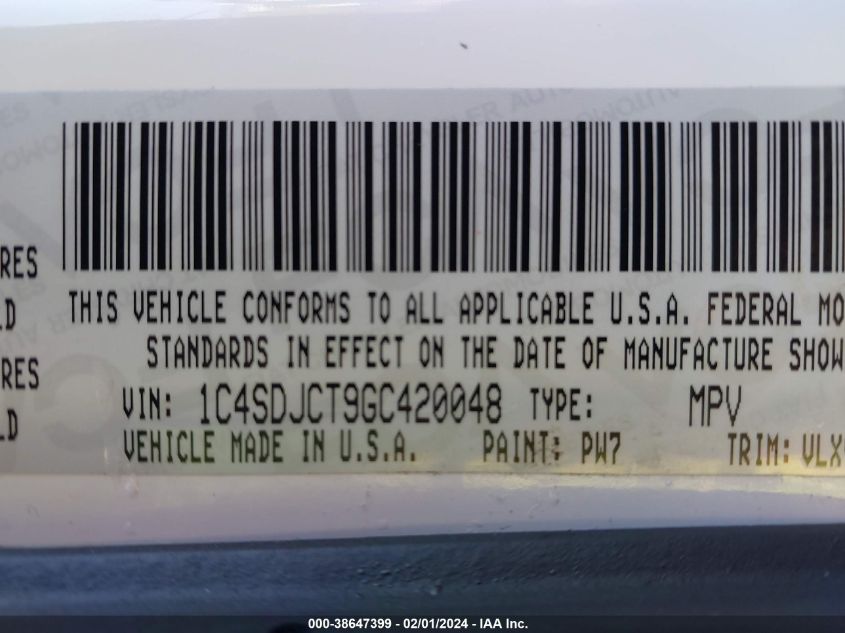 RES
LD
RES
LD
THIS VEHICLE CONFORMS TO ALL APPLICABLE U.S.A. FEDERAL MO
STANDARDS IN EFFECT ON THE DATE OF MANUFACTURE SHOW
VIN: 1C4SDJCT9GC420048 TYPE: MPV
VEHICLE MADE IN U.S.A. PAINT: PW7 TRIM: VLX
000-38647399 - 02/01/2024 - IAA Inc.